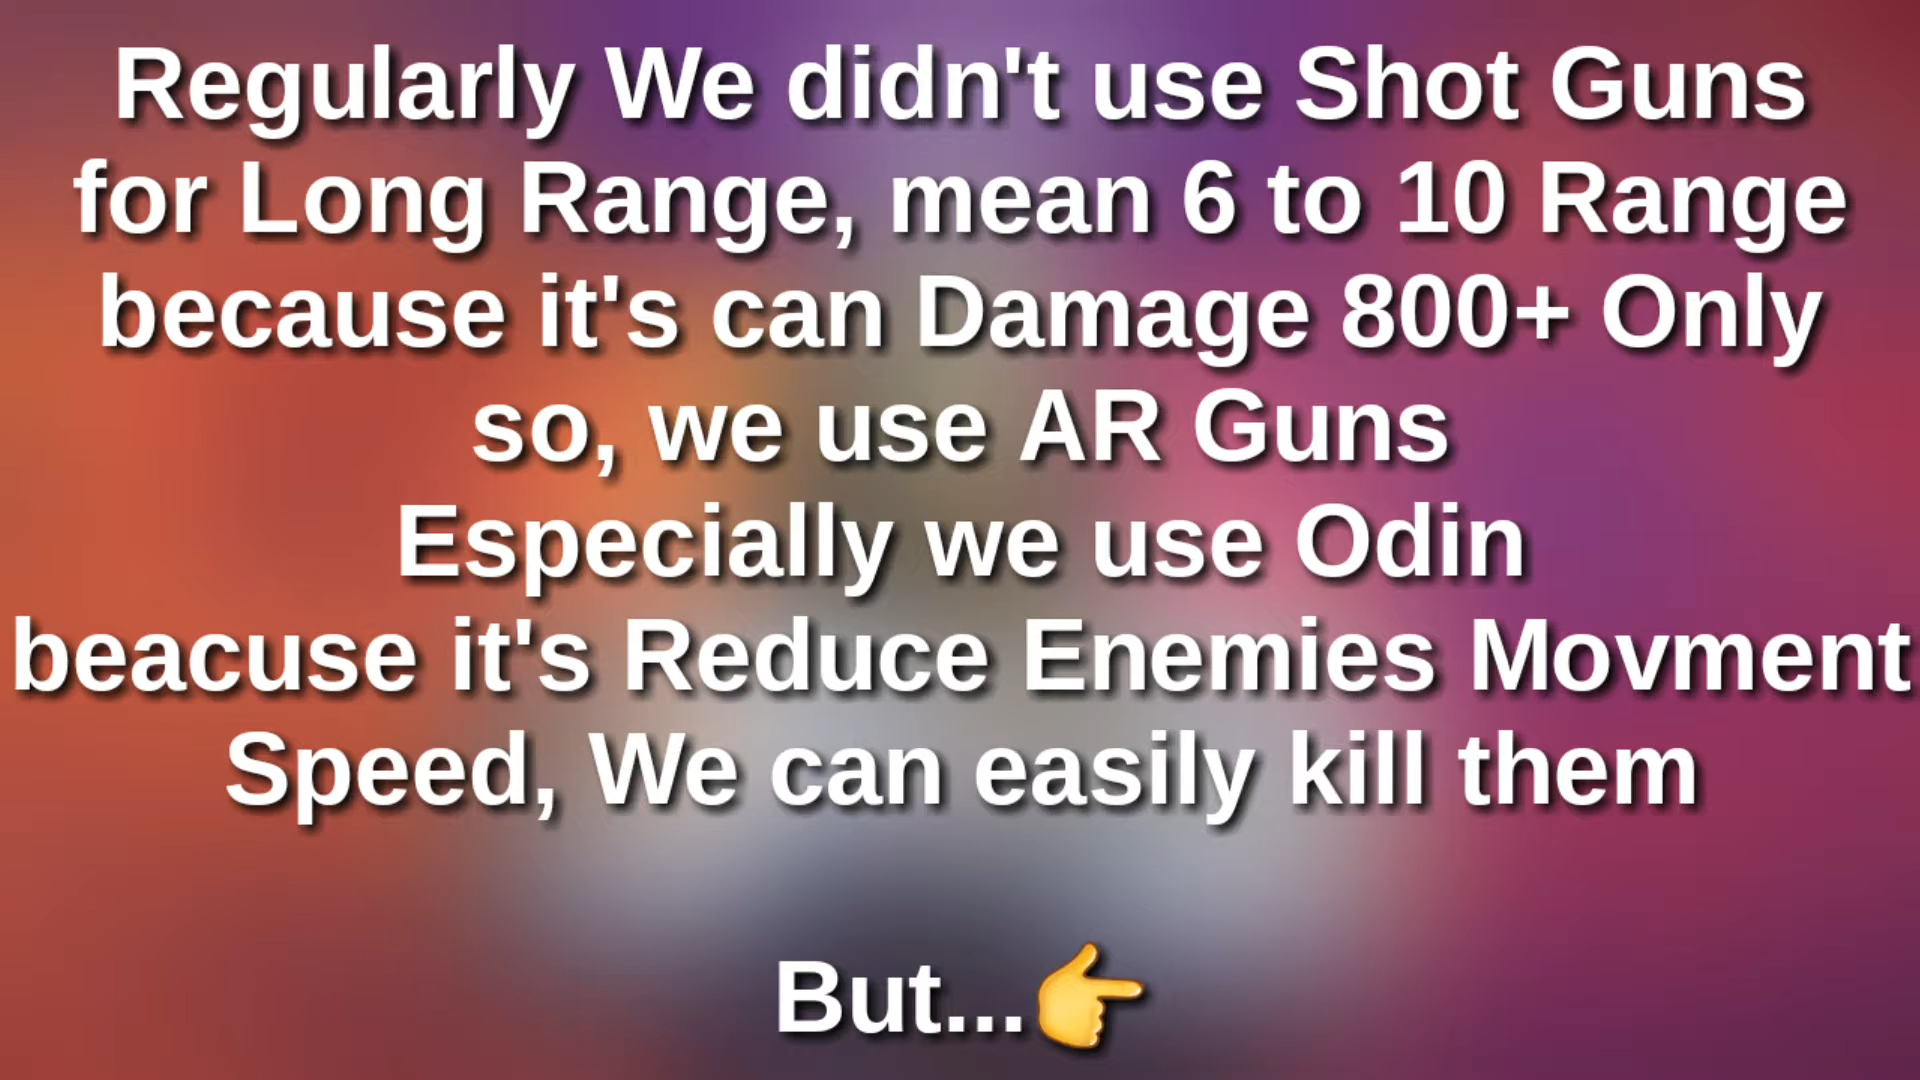 Regularly We didn't use Shot Guns
for Long Range, mean 6 to 10 Range
because it's can Damage 800+ Only
so, we use AR Guns
Especially we use Odin
beacuse it's Reduce Enemies Movment
Speed, We can easily kill them
But...👉